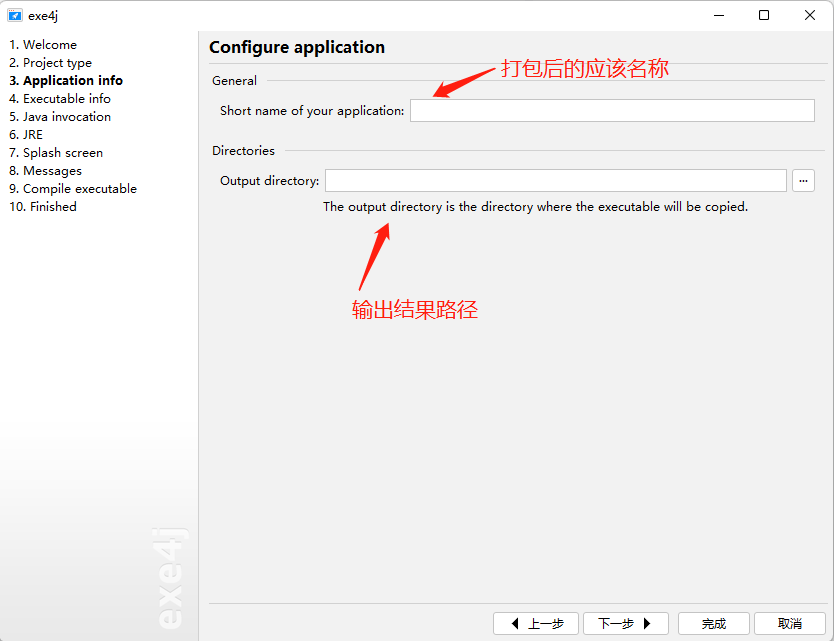 exe4j
1. Welcome
2. Project type
3. Application info
4. Executable info
5. Java invocation
6. JRE
7. Splash screen
8. Messages
9. Compile executable
10. Finished
exe4j
Configure application
General
打包后的应该名称
Short name of your application:
Directories
Output directory:
...
The output directory is the directory where the executable will be copied.
输出结果路径
上一步
下一步
完成
取消